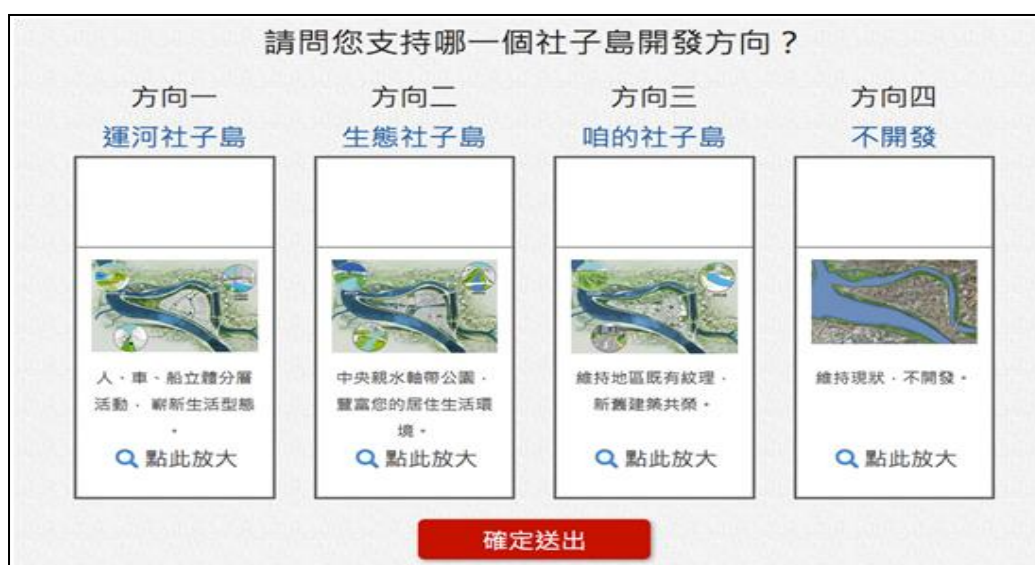 請問您支持哪一個社子島開發方向？
方向一
運河社子島
人、車、船立體分層
活動， 嶄新生活型態
。
點此放大
方向二
生態社子島
中央親水軸帶公園，
豐富您的居住生活環
境。
點此放大
方向三
咱的社子島
維持地區既有紋理，
新舊建築共榮。
點此放大
方向四
不開發
維持現狀，不開發。
點此放大
確定送出